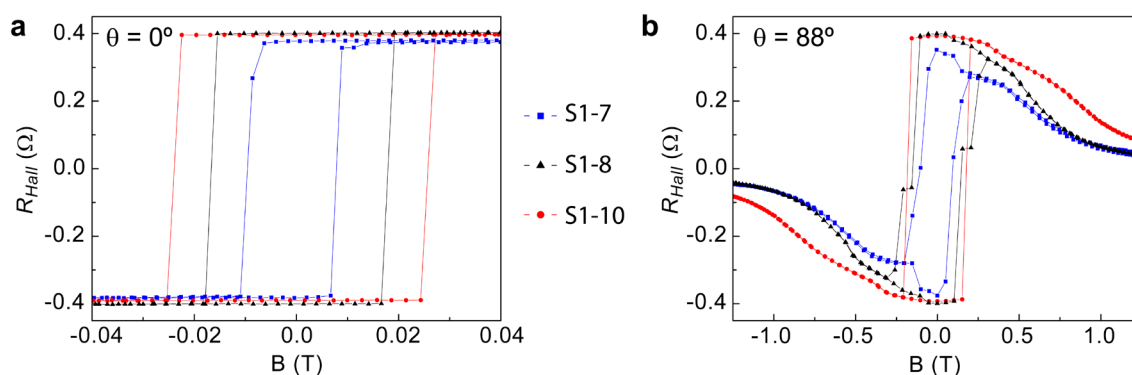 a
θ = 0º
0.4
0.2
0.0
-0.2
-0.4
R_Hall (Ω)
-0.04 -0.02 0.00 0.02 0.04
B (T)
S1-7
S1-8
S1-10
b
θ = 88º
0.4
0.2
0.0
-0.2
-0.4
R_Hall (Ω)
-1.0 -0.5 0.0 0.5 1.0
B (T)